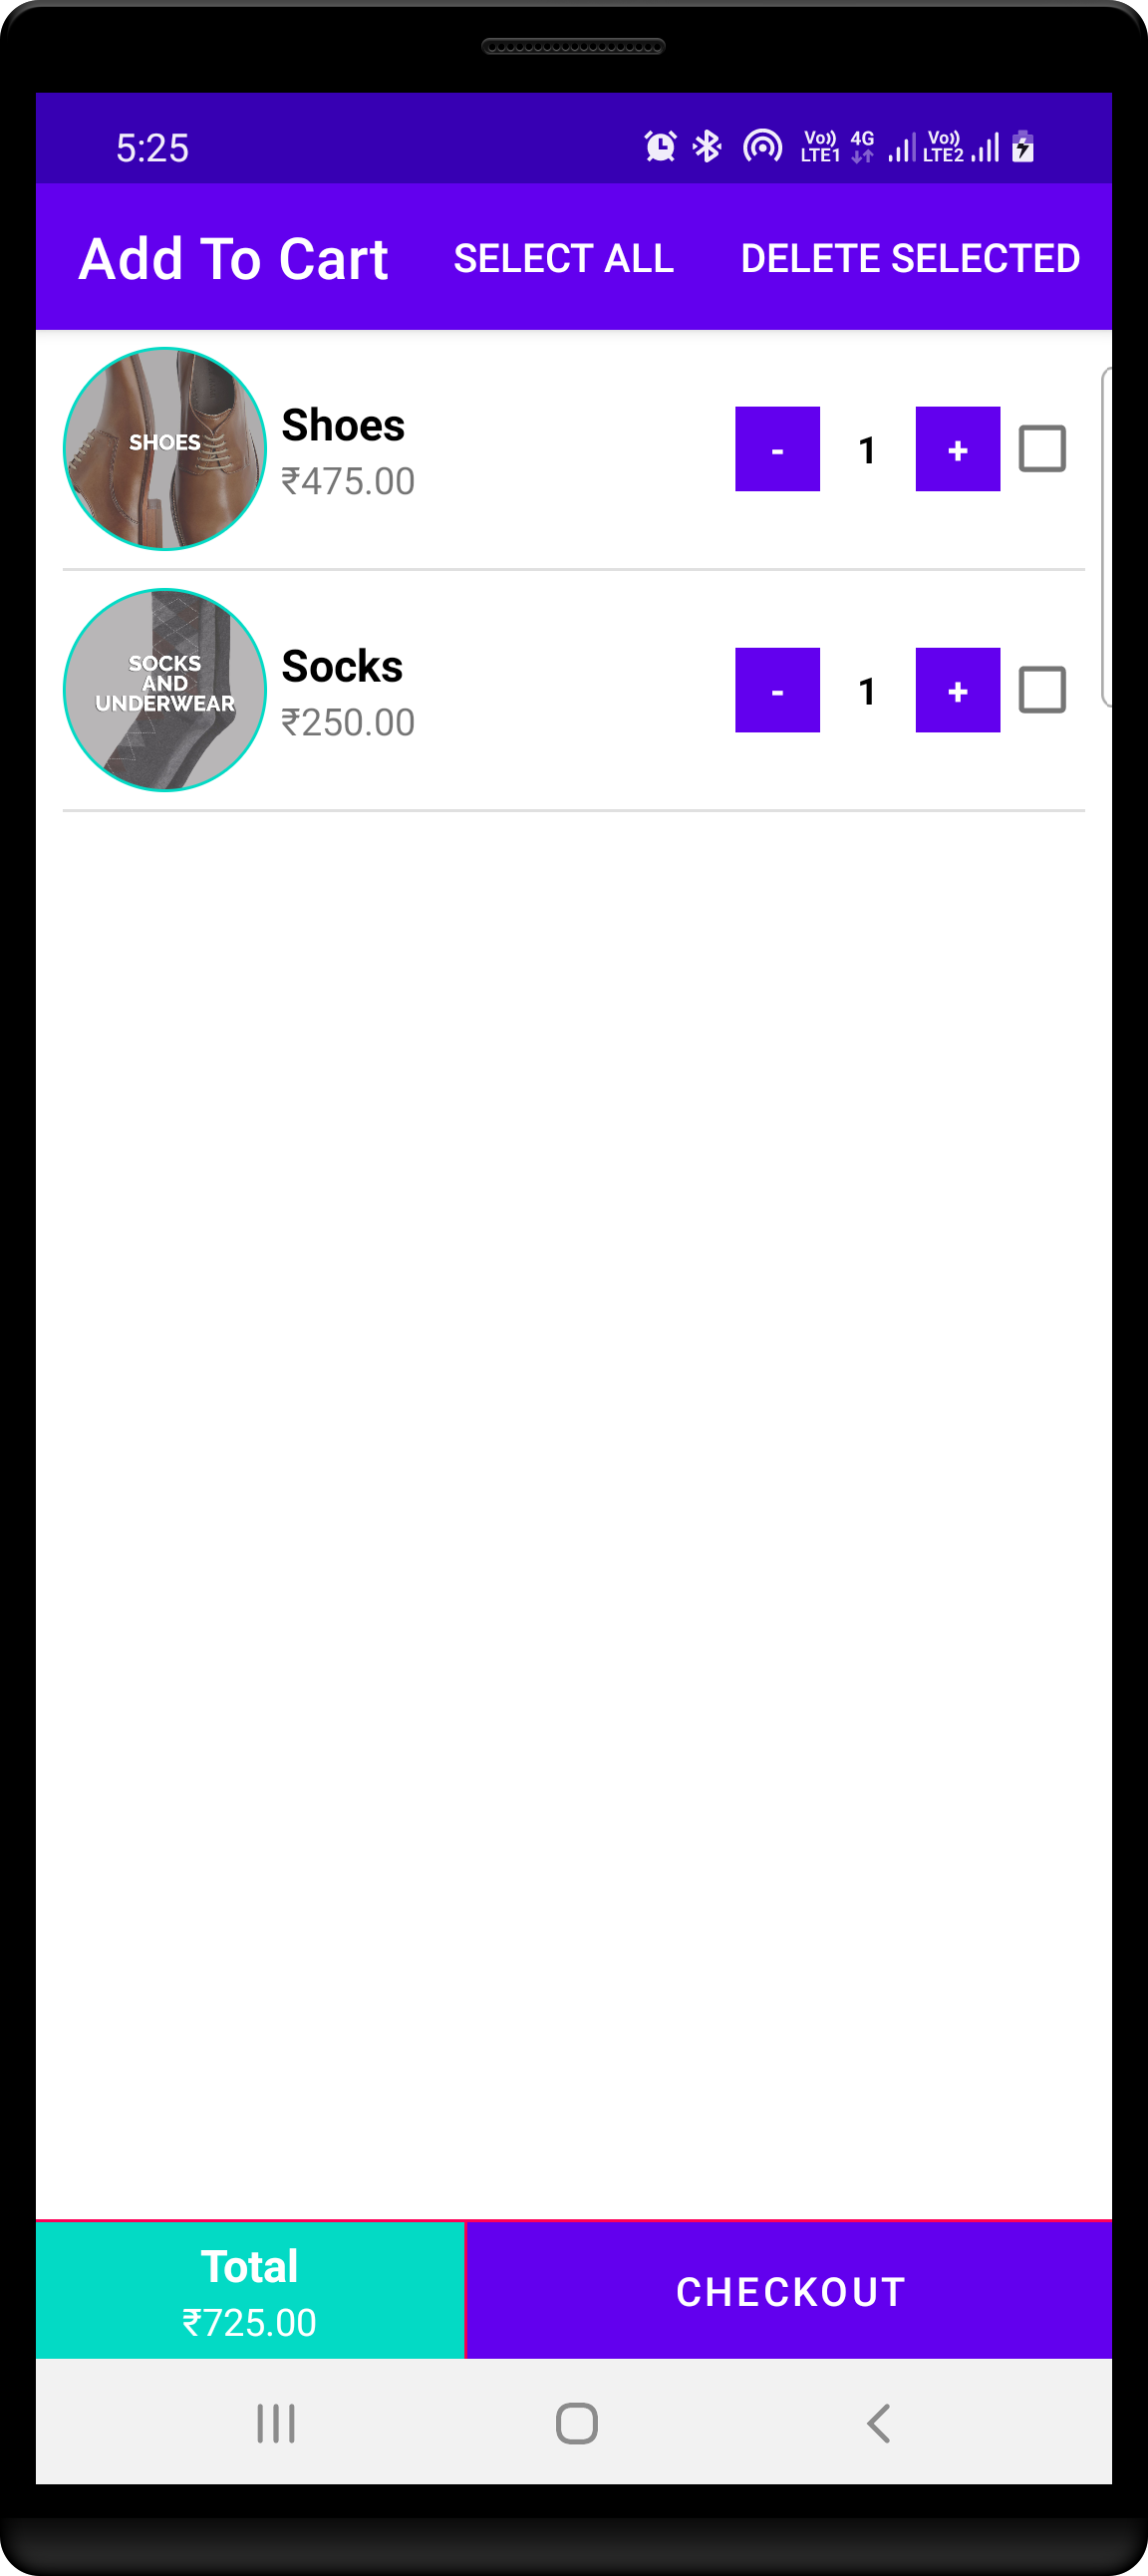 5:25
Vo)) LTE1 4G Vo)) LTE2
Add To Cart SELECT ALL DELETE SELECTED
SHOES
Shoes
₹475.00
- 1 +
SOCKS
AND
UNDERWEAR
Socks
₹250.00
- 1 +
Total
₹725.00
CHECKOUT